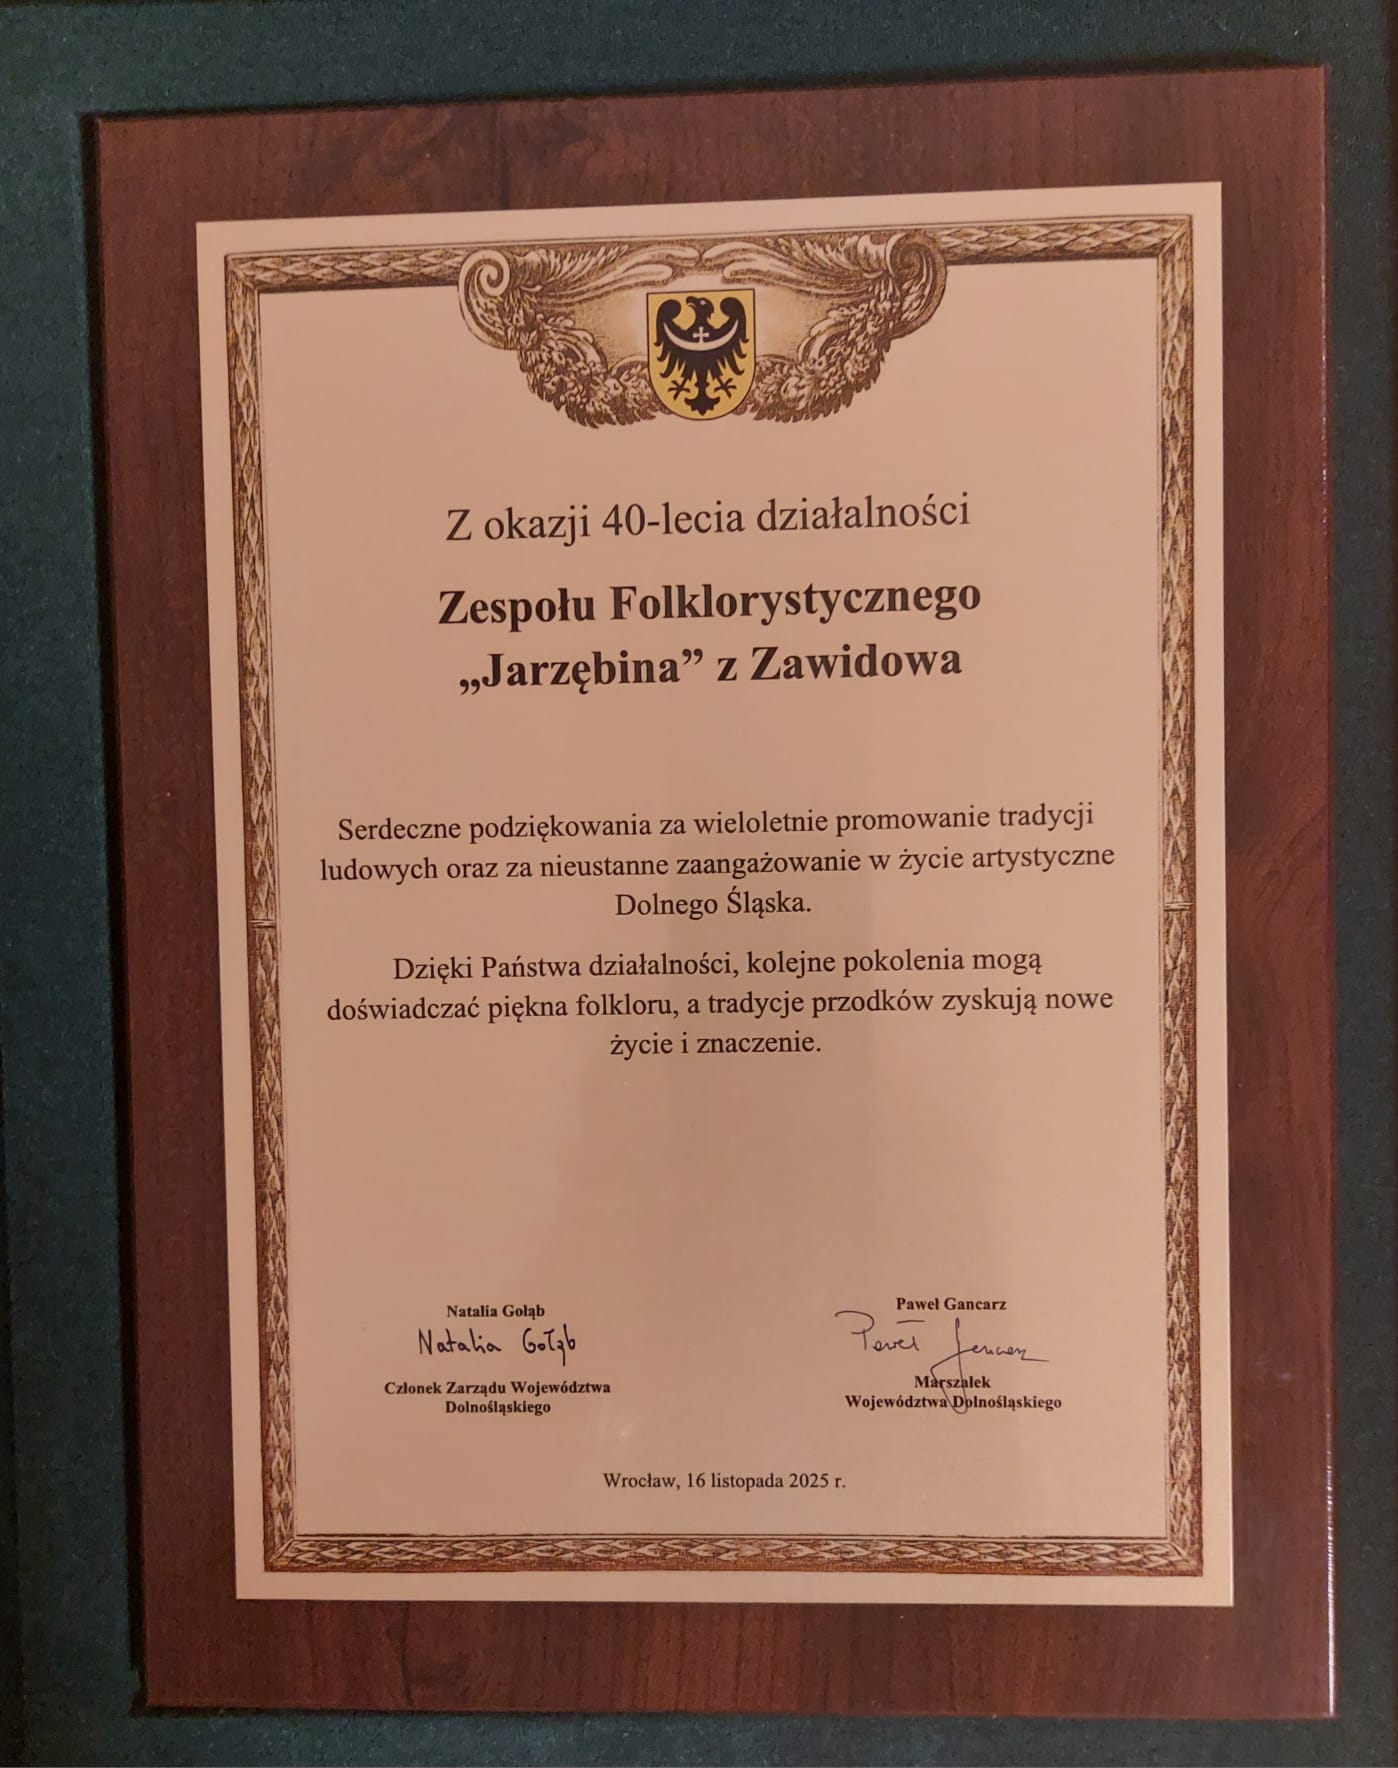 Z okazji 40-lecia działalności
Zespołu Folklorystycznego
„Jarzębina” z Zawidowa
Serdeczne podziękowania za wieloletnie promowanie tradycji
ludowych oraz za nieustanne zaangażowanie w życie artystyczne
Dolnego Śląska.
Dzięki Państwa działalności, kolejne pokolenia mogą
doświadczać piękna folkloru, a tradycje przodków zyskują nowe
życie i znaczenie.
Natalia Gołąb
Natalia Gołąb
Członek Zarządu Województwa
Dolnośląskiego
Paweł Gancarz
Paweł Gancarz
Marszałek
Województwa Dolnośląskiego
Wrocław, 16 listopada 2025 r.